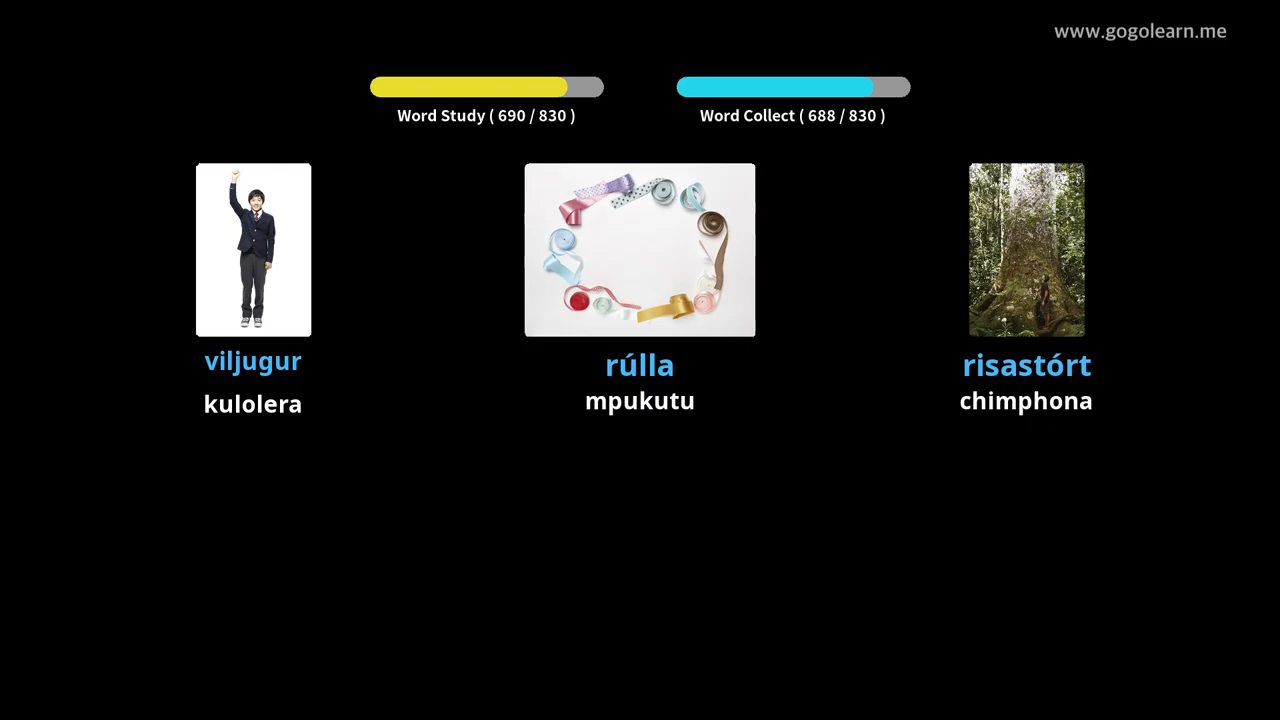 www.gogolearn.me
Word Study ( 690 / 830 )
Word Collect ( 688 / 830 )
viljugur
kulolera
rúlla
mpukutu
risastórt
chimphona